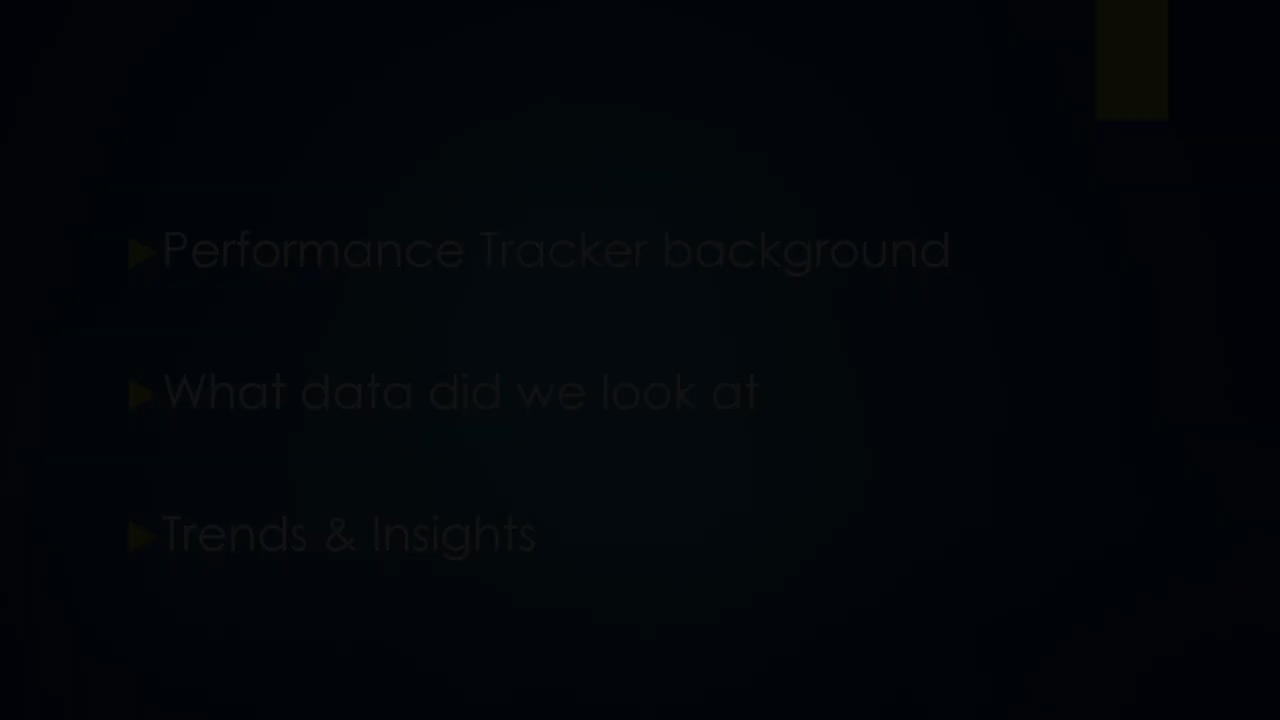 Performance Tracker background
What data did we look at
Trends & Insights